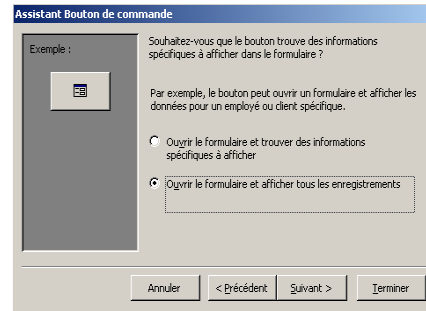 Assistant Bouton de commande
Exemple :
Souhaitez-vous que le bouton trouve des informations
spécifiques à afficher dans le formulaire ?
Par exemple, le bouton peut ouvrir un formulaire et afficher les
données pour un employé ou client spécifique.
Ouvrir le formulaire et trouver des informations
spécifiques à afficher
Ouvrir le formulaire et afficher tous les enregistrements
Annuler
< Précédent
Suivant >
Terminer